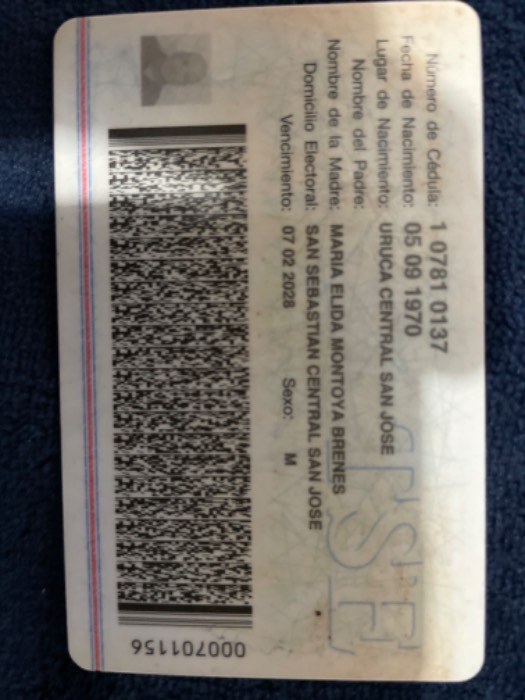 Número de Cédula: 1 0781 0137
Fecha de Nacimiento: 05 09 1970
Lugar de Nacimiento: URUCA CENTRAL SAN JOSE
Nombre del Padre:
Nombre de la Madre: MARIA ELIDA MONTOYA BRENES
Domicilio Electoral: SAN SEBASTIAN CENTRAL SAN JOSE
Vencimiento: 07 02 2028 Sexo: M
000701156